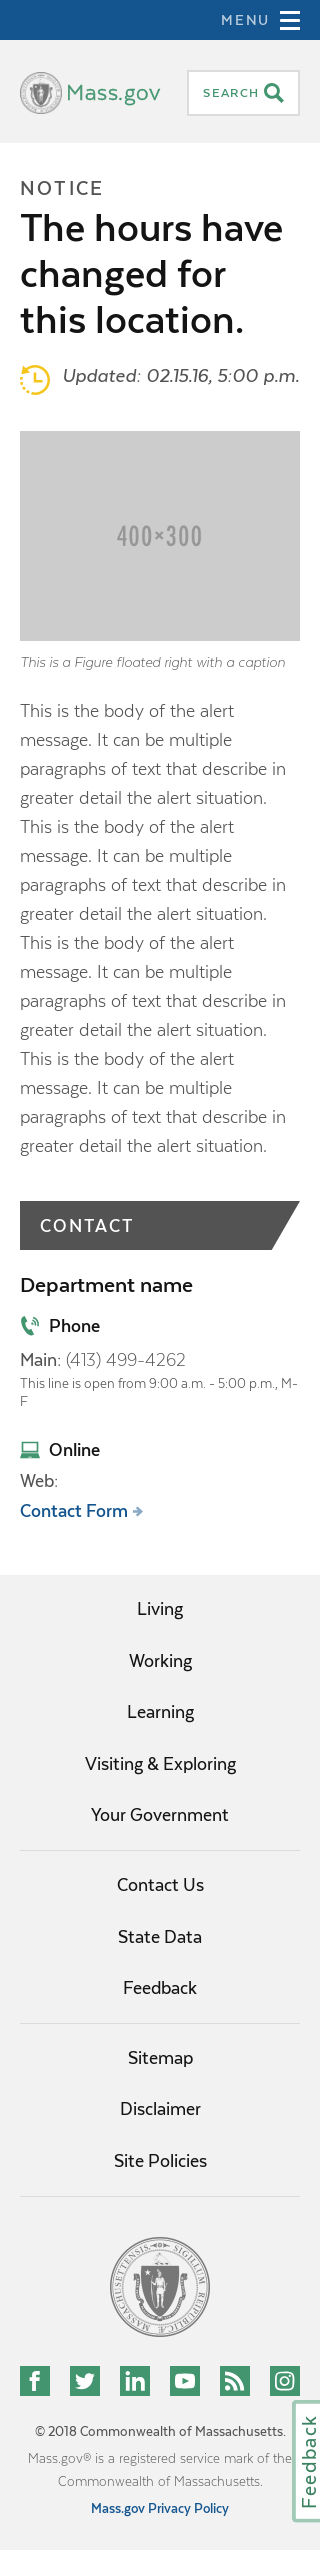 MENU
Mass.gov
SEARCH
NOTICE
The hours have
changed for
this location.
Updated: 02.15.16, 5:00 p.m.
400×300
This is a Figure floated right with a caption
This is the body of the alert
message. It can be multiple
paragraphs of text that describe in
greater detail the alert situation.
This is the body of the alert
message. It can be multiple
paragraphs of text that describe in
greater detail the alert situation.
This is the body of the alert
message. It can be multiple
paragraphs of text that describe in
greater detail the alert situation.
This is the body of the alert
message. It can be multiple
paragraphs of text that describe in
greater detail the alert situation.
CONTACT
Department name
Phone
Main: (413) 499-4262
This line is open from 9:00 a.m. - 5:00 p.m., M-
F
Online
Web:
Contact Form
Living
Working
Learning
Visiting & Exploring
Your Government
Contact Us
State Data
Feedback
Sitemap
Disclaimer
Site Policies
© 2018 Commonwealth of Massachusetts.
Mass.gov® is a registered service mark of the
Commonwealth of Massachusetts.
Mass.gov Privacy Policy
Feedback